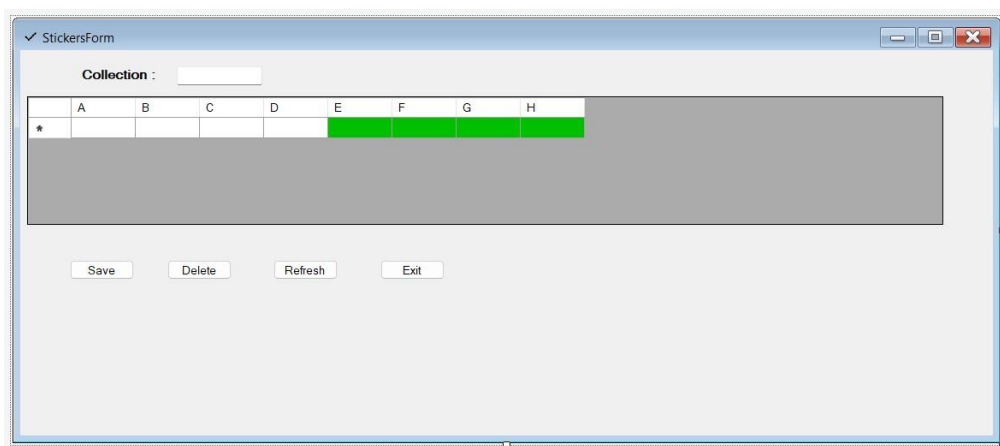 StickersForm
Collection :
A B C D E F G H
*
Save Delete Refresh Exit